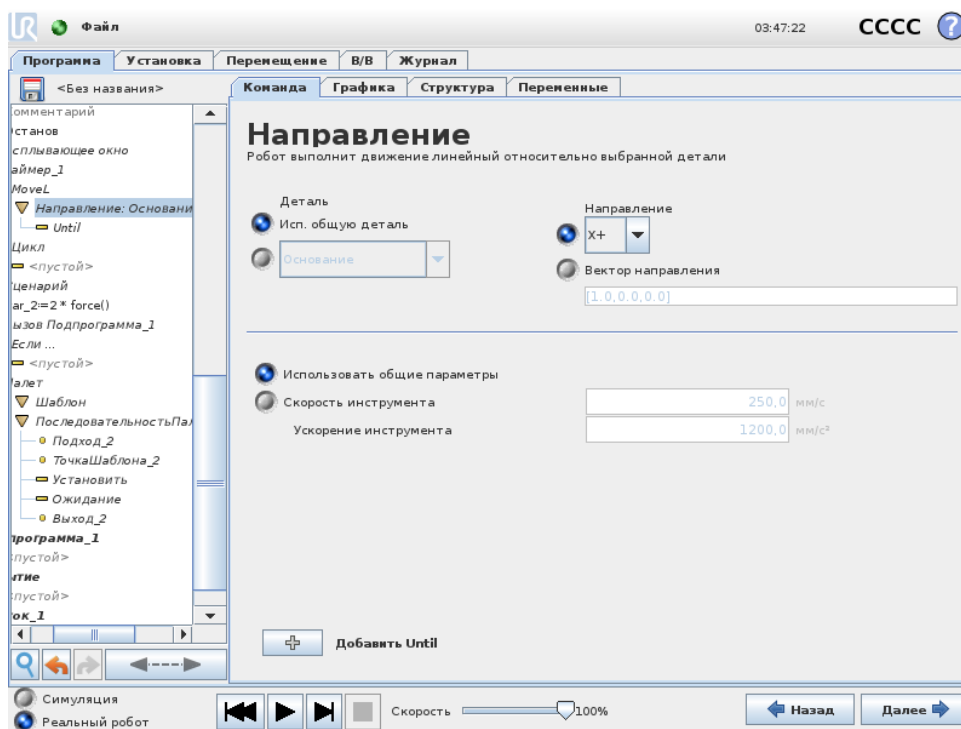 UR Файл 03:47:22 CCCC ?
Программа Установка Перемещение В/В Журнал
<Без названия>
Команда Графика Структура Переменные
омментарий
станов
сплывающее окно
аймер_1
MoveL
Направление: Основани
Until
Цикл
<пустой>
ценарий
ar_2≔2 * force()
ызов Подпрограмма_1
Если ...
<пустой>
алет
Шаблон
ПоследовательностьПал
Подход_2
ТочкаШаблона_2
Установить
Ожидание
Выход_2
программа_1
<пустой>
ытие
<пустой>
ок_1
Направление
Робот выполнит движение линейный относительно выбранной детали
Деталь
Исп. общую деталь
Основание
Направление
X+
Вектор направления
[1.0,0.0,0.0]
Использовать общие параметры
Скорость инструмента 250,0 мм/с
Ускорение инструмента 1200,0 мм/с²
Добавить Until
Симуляция
Реальный робот
Скорость 100%
Назад Далее